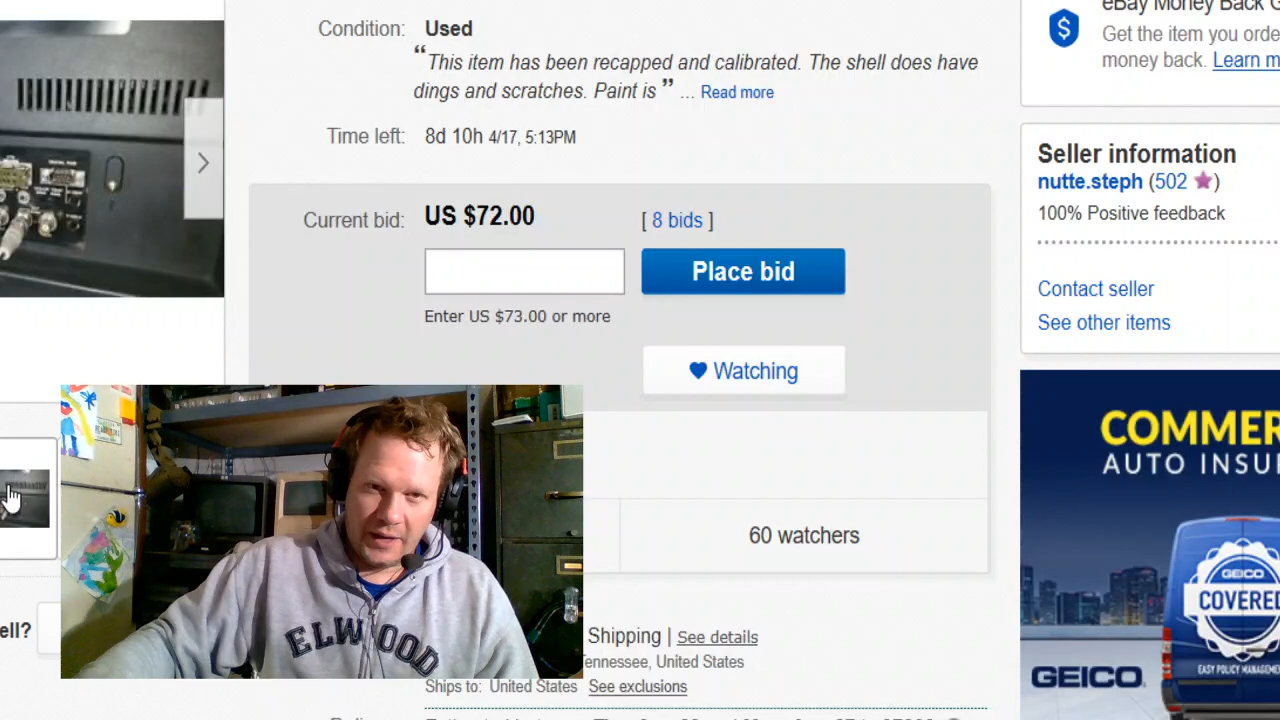 Condition: Used
“This item has been recapped and calibrated. The shell does have
dings and scratches. Paint is ” ... Read more
Time left: 8d 10h 4/17, 5:13PM
Current bid: US $72.00 [ 8 bids ]
Place bid
Enter US $73.00 or more
Watching
60 watchers
ell?
Shipping | See details
ennessee, United States
Ships to: United States See exclusions
ELWOOD
eBay Money Back G
Get the item you orde
money back. Learn m
Seller information
nutte.steph (502 )
100% Positive feedback
Contact seller
See other items
COMMER
AUTO INSU
GEICO
COVERED
EASY POLICY MANAGEM
GEICO